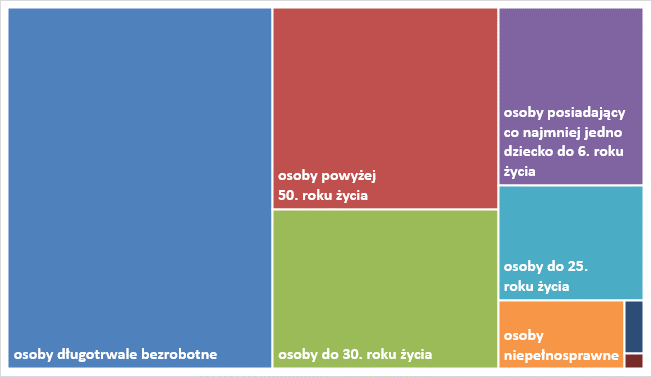 osoby długotrwale bezrobotne
osoby powyżej
50. roku życia
osoby do 30. roku życia
osoby posiadający
co najmniej jedno
dziecko do 6. roku
życia
osoby do 25.
roku życia
osoby
niepełnosprawne